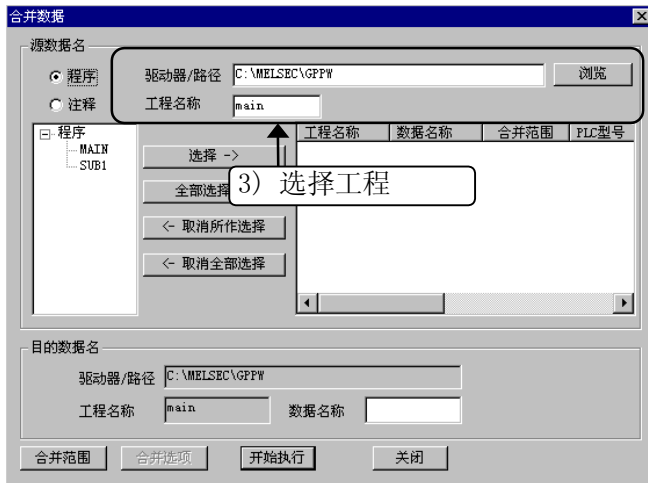 合并数据
源数据名
程序
注释
驱动器/路径 C:\MELSEC\GPPW 浏览
工程名称 main
程序
MAIN
SUB1
选择 ->
全部选择
<- 取消所作选择
<- 取消全部选择
工程名称 数据名称 合并范围 PLC型号
3) 选择工程
目的数据名
驱动器/路径 C:\MELSEC\GPPW
工程名称 main 数据名称
合并范围 合并选项 开始执行 关闭